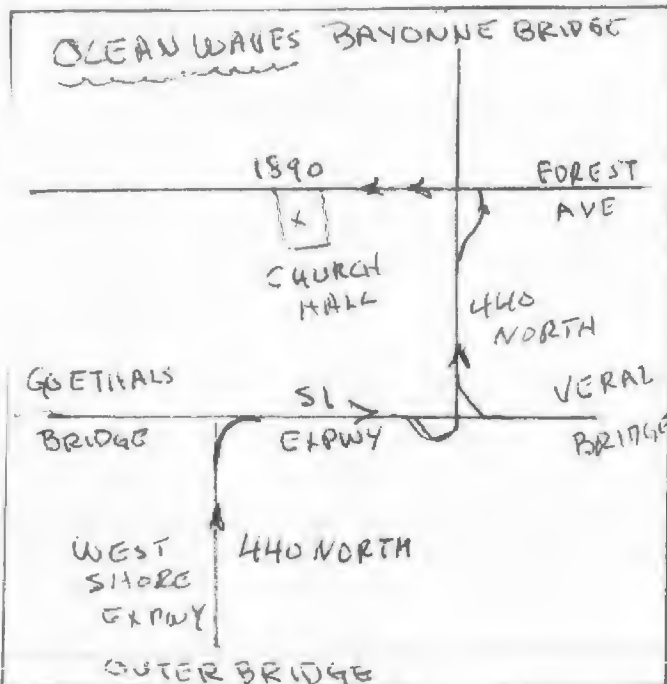 OCEAN WAVES BAYONNE BRIDGE
1890
FOREST
AVE
X
CHURCH
HALL
440
NORTH
GOETHALS
BRIDGE
SI
EXPWY
VERAZ
BRIDGE
WEST
SHORE
EXPWY
440 NORTH
OUTER BRIDGE